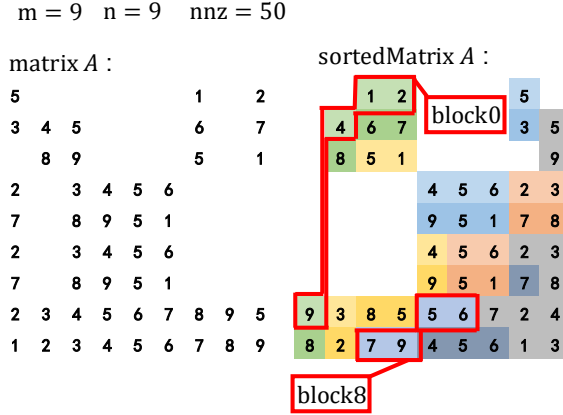 m = 9 n = 9 nnz = 50
matrix A :
5 1 2
3 4 5 6 7
8 9 5 1
2 3 4 5 6
7 8 9 5 1
2 3 4 5 6
7 8 9 5 1
2 3 4 5 6 7 8 9 5
1 2 3 4 5 6 7 8 9
sortedMatrix A :
1 2 5
block0
4 6 7 3 5
8 5 1 9
4 5 6 2 3
9 5 1 7 8
4 5 6 2 3
9 5 1 7 8
9 3 8 5 5 6 7 2 4
8 2 7 9 4 5 6 1 3
block8